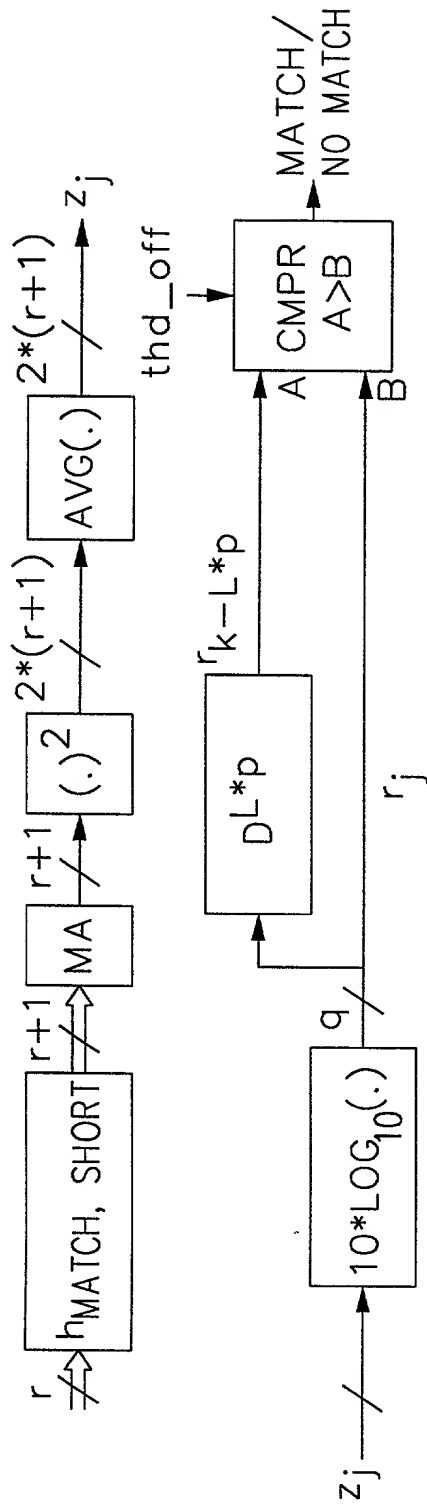 r
h_MATCH, SHORT
r+1
MA
r+1
(.)²
2*(r+1)
AVG(.)
2*(r+1)
z_j
z_j
10*LOG_10(.)
q
D^L*p
r_k-L*p
r_j
thd_off
A
B
CMPR
A>B
MATCH/
NO MATCH